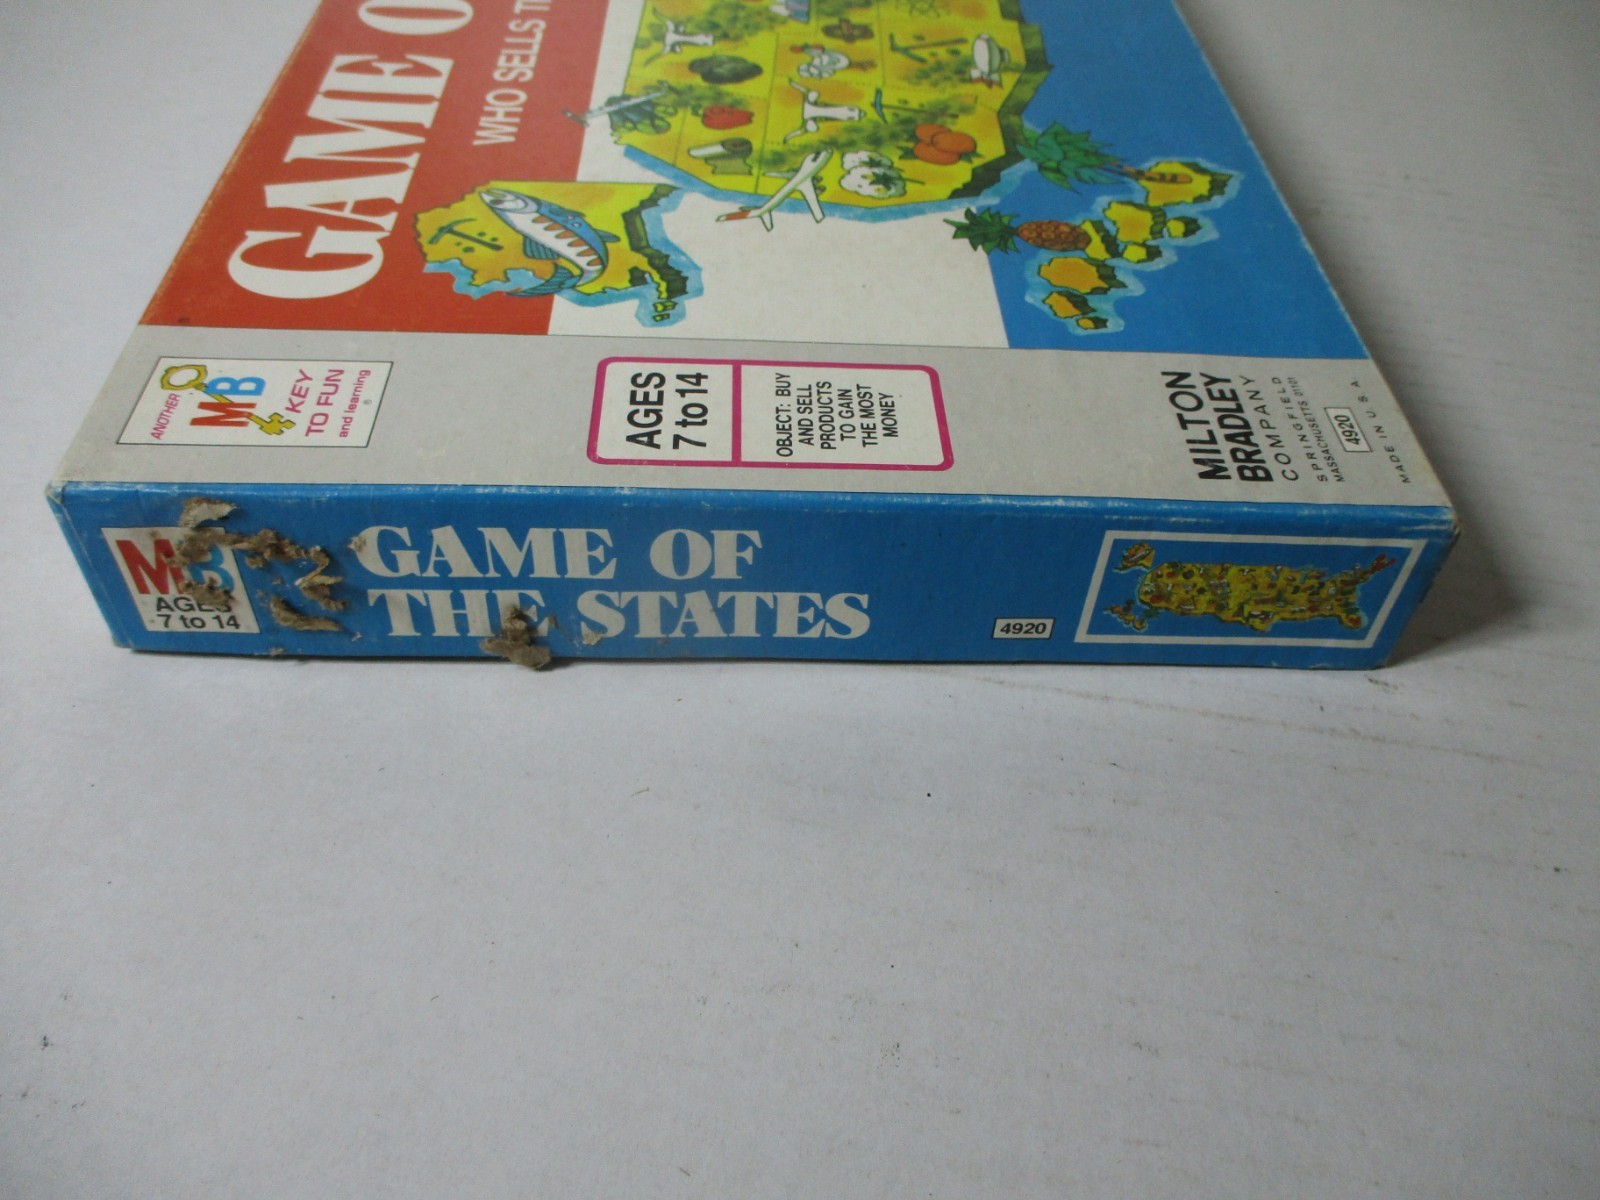 GAME O
WHO SELLS
ANOTHER
MB
KEY
TO FUN
and learning
®
AGES
7 to 14
OBJECT: BUY
AND SELL
PRODUCTS
TO GAIN
THE MOST
MONEY
MILTON
BRADLEY
COMPANY
SPRINGFIELD
MASSACHUSETTS 01101
4920
MADE IN U.S.A.
MB
AGES
7 to 14
GAME OF
THE STATES
4920